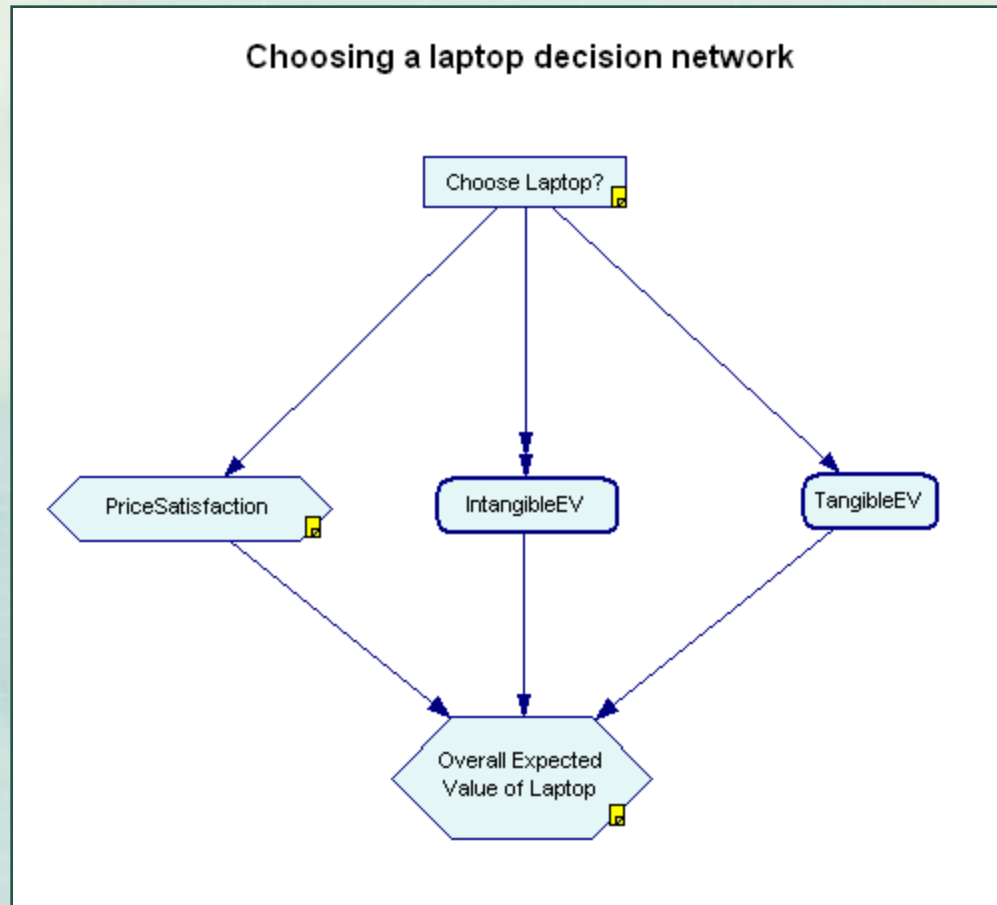 Choosing a laptop decision network
Choose Laptop?
PriceSatisfaction
IntangibleEV
TangibleEV
Overall Expected
Value of Laptop